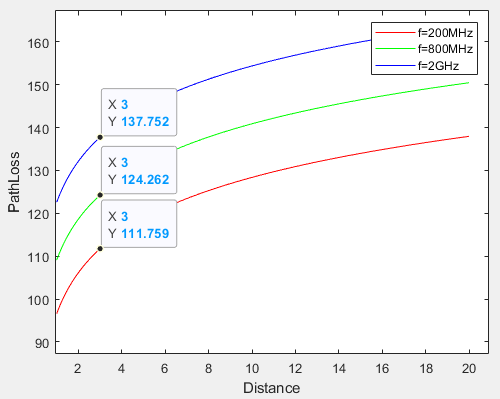 f=200MHz
f=800MHz
f=2GHz
160
150
140
130
120
110
100
90
PathLoss
X 3
Y 137.752
X 3
Y 124.262
X 3
Y 111.759
2 4 6 8 10 12 14 16 18 20
Distance